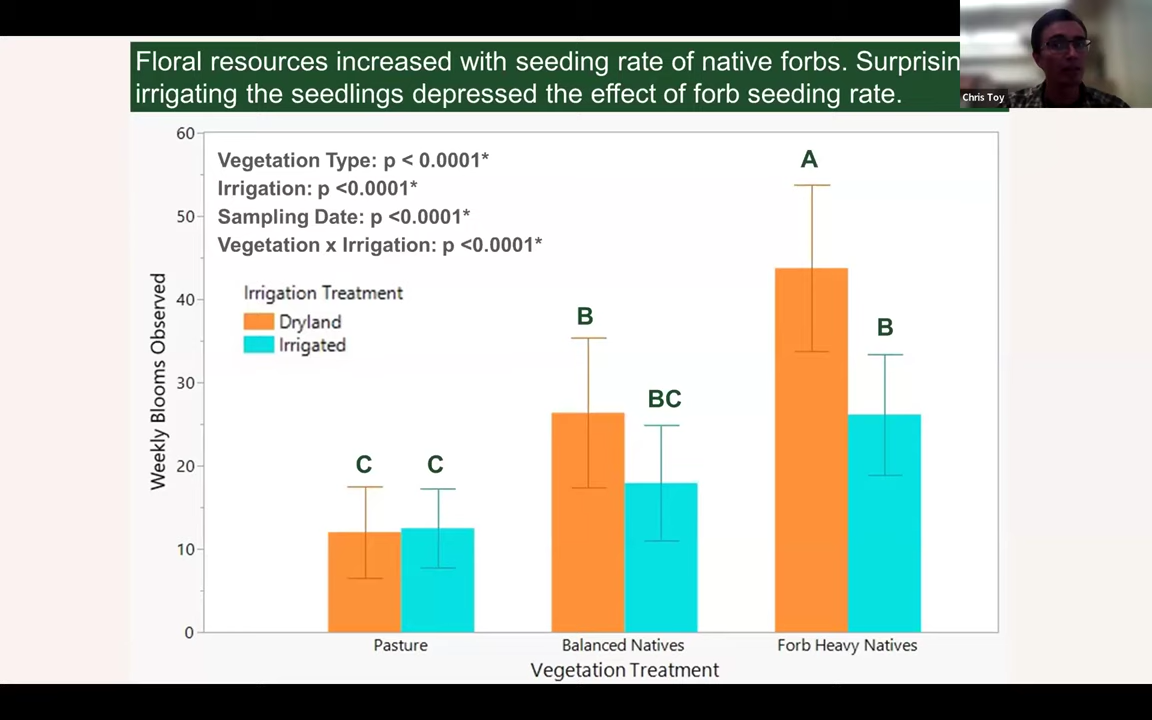 Floral resources increased with seeding rate of native forbs.
irrigating the seedlings depressed the effect of forb seeding rate.
Chris Toy
60
50
40
30
20
10
0
Weekly Blooms Observed
Vegetation Type: p < 0.0001*
Irrigation: p <0.0001*
Sampling Date: p <0.0001*
Vegetation x Irrigation: p <0.0001*
Irrigation Treatment
Dryland
Irrigated
C
C
B
BC
A
B
Pasture
Balanced Natives
Forb Heavy Natives
Vegetation Treatment